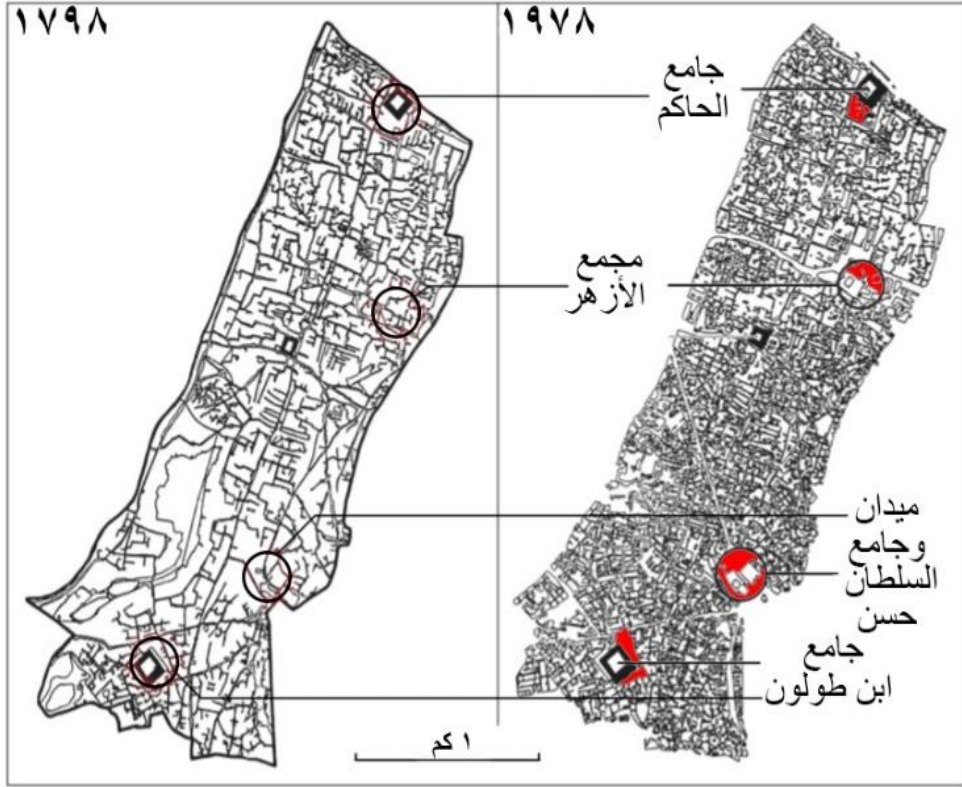 ١٧٩٨
١٩٧٨
جامع
الحاكم
مجمع
الأزهر
ميدان
وجامع
السلطان
حسن
جامع
ابن طولون
١ كم